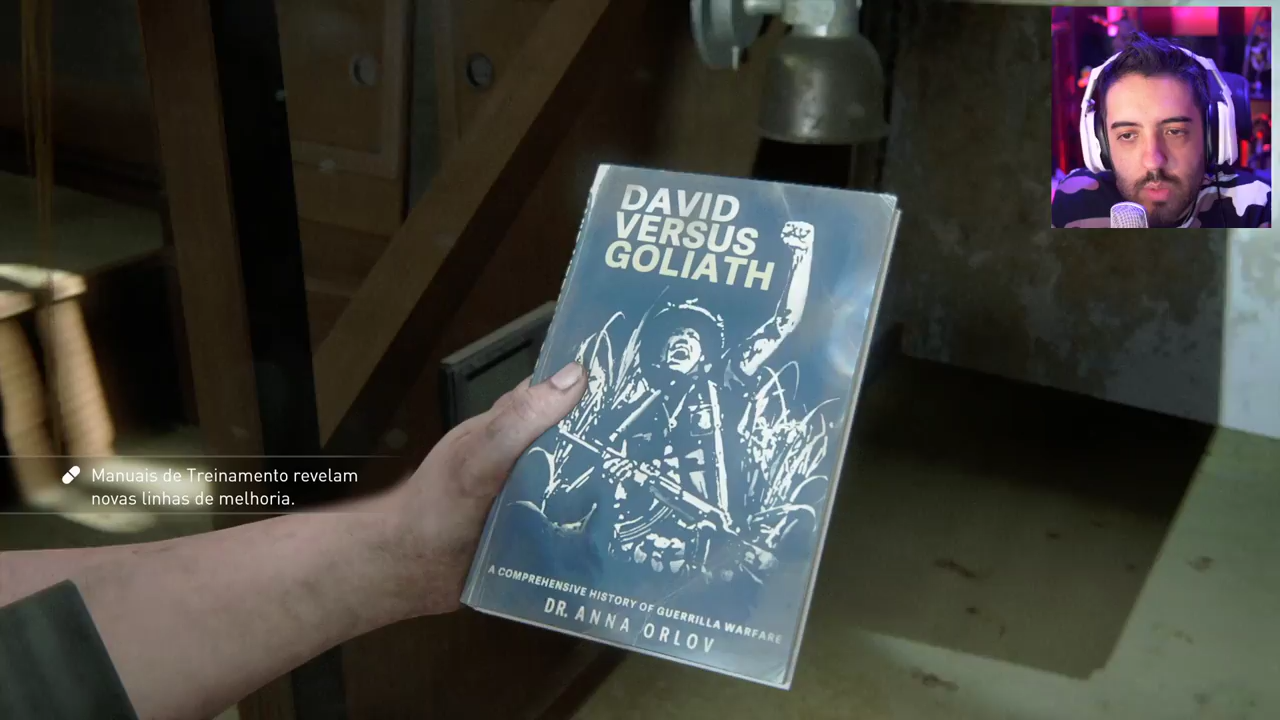 DAVID
VERSUS
GOLIATH
Manuais de Treinamento revelam
novas linhas de melhoria.
A COMPREHENSIVE HISTORY OF GUERRILLA WARFARE
DR. ANNA ORLOV